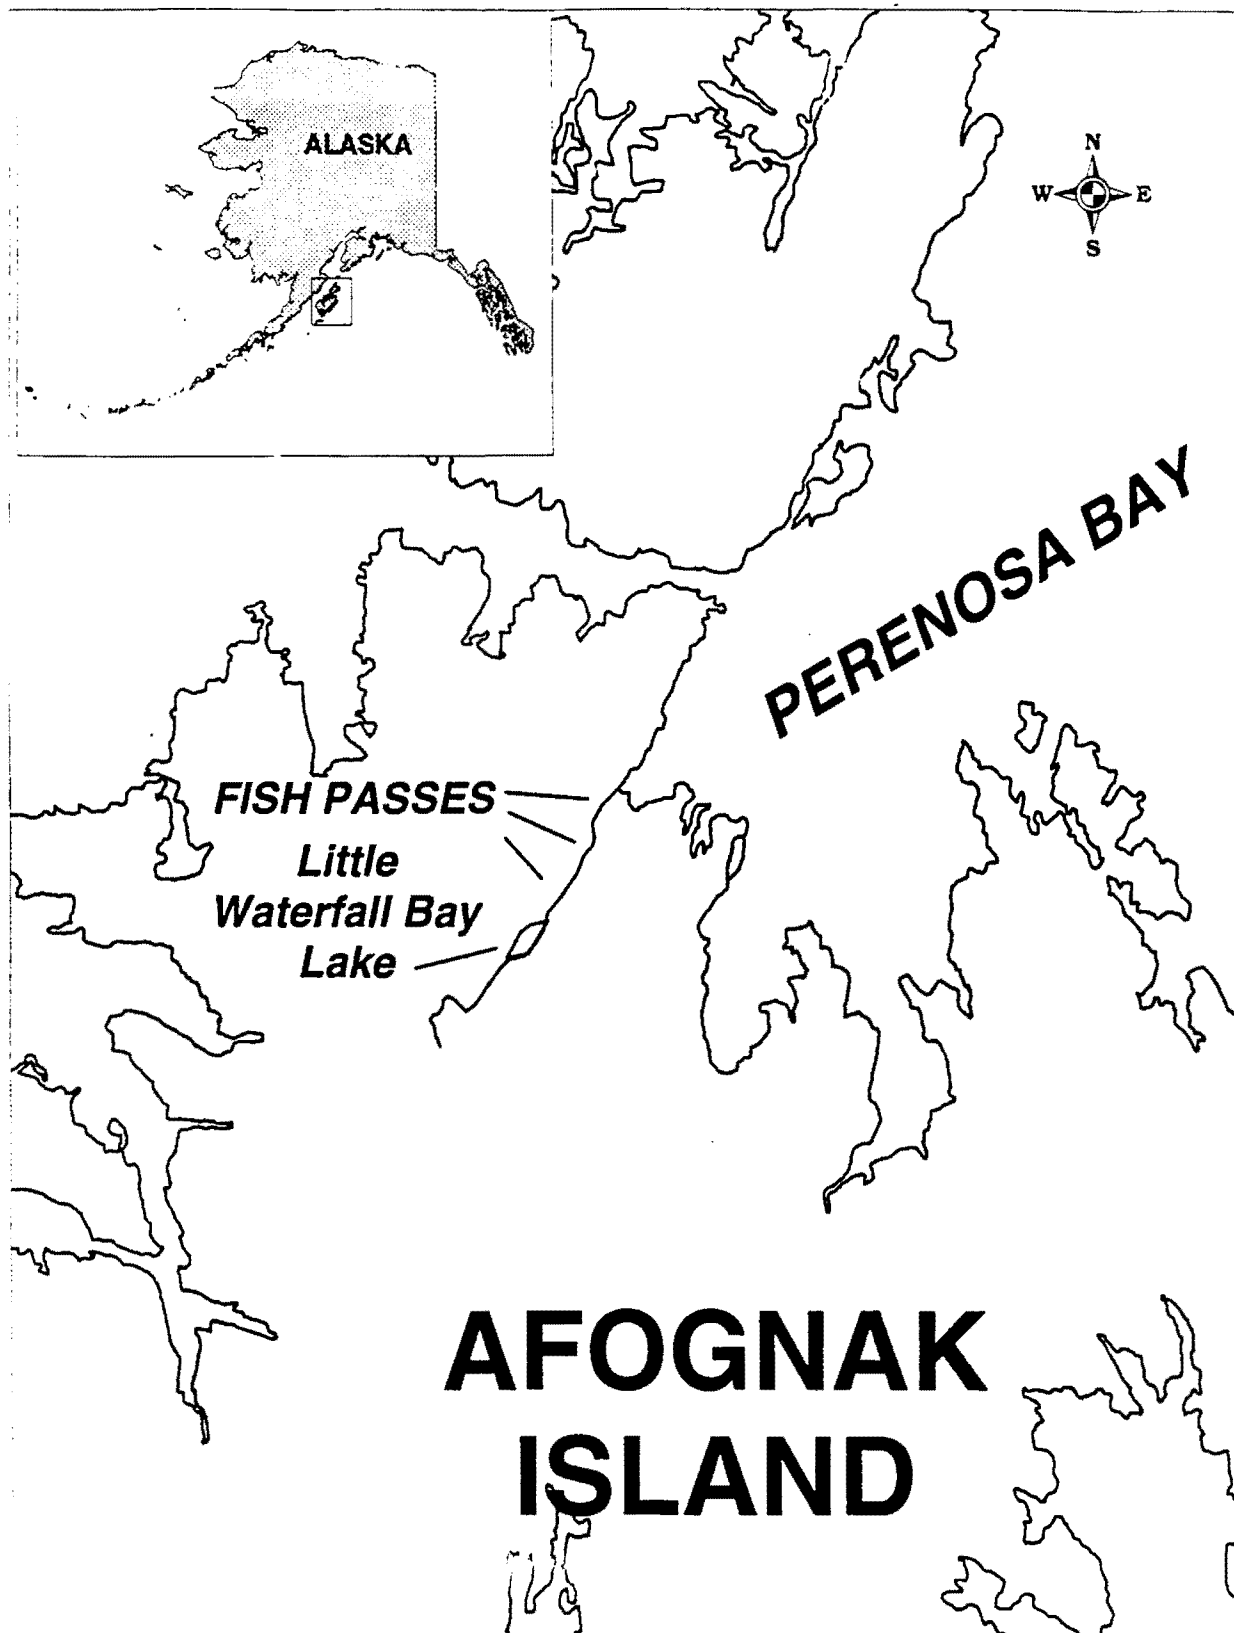 ALASKA
N
W E
S
PERENOSA BAY
FISH PASSES
Little
Waterfall Bay
Lake
AFOGNAK
ISLAND